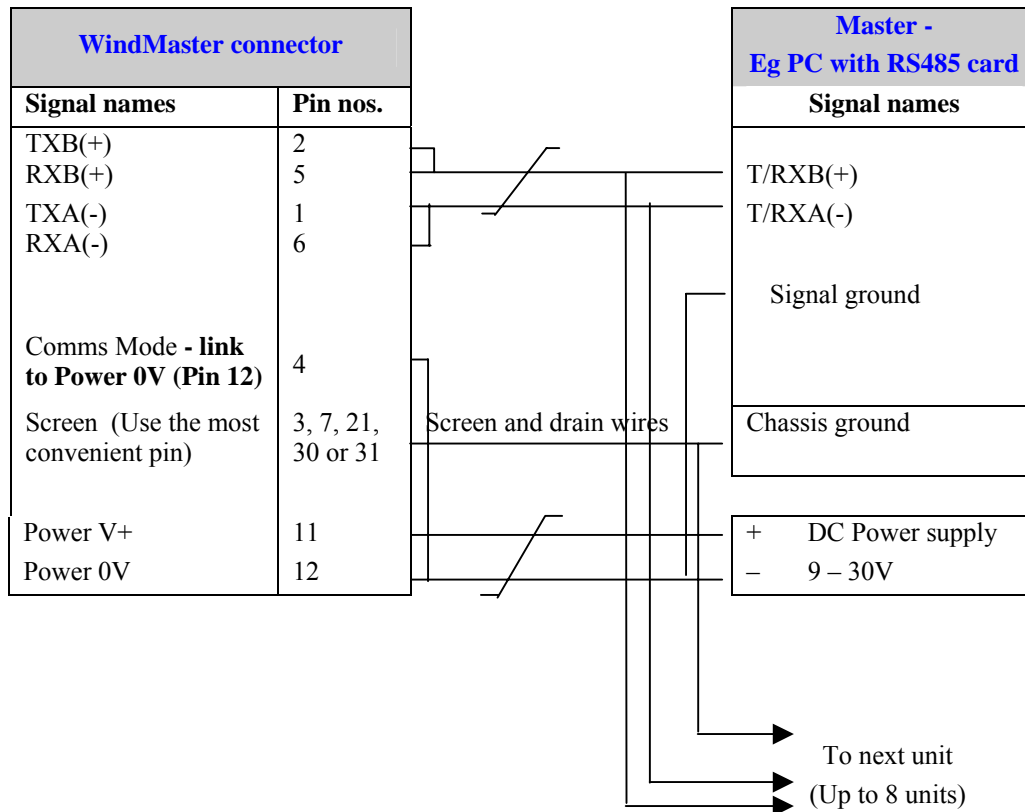 WindMaster connector
Master -
Eg PC with RS485 card
Signal names Pin nos. Signal names
TXB(+) 2
RXB(+) 5 T/RXB(+)
TXA(-) 1 T/RXA(-)
RXA(-) 6
Signal ground
Comms Mode - link
to Power 0V (Pin 12) 4
Screen (Use the most 3, 7, 21, Screen and drain wires Chassis ground
convenient pin) 30 or 31
Power V+ 11 + DC Power supply
Power 0V 12 – 9 – 30V
To next unit
(Up to 8 units)